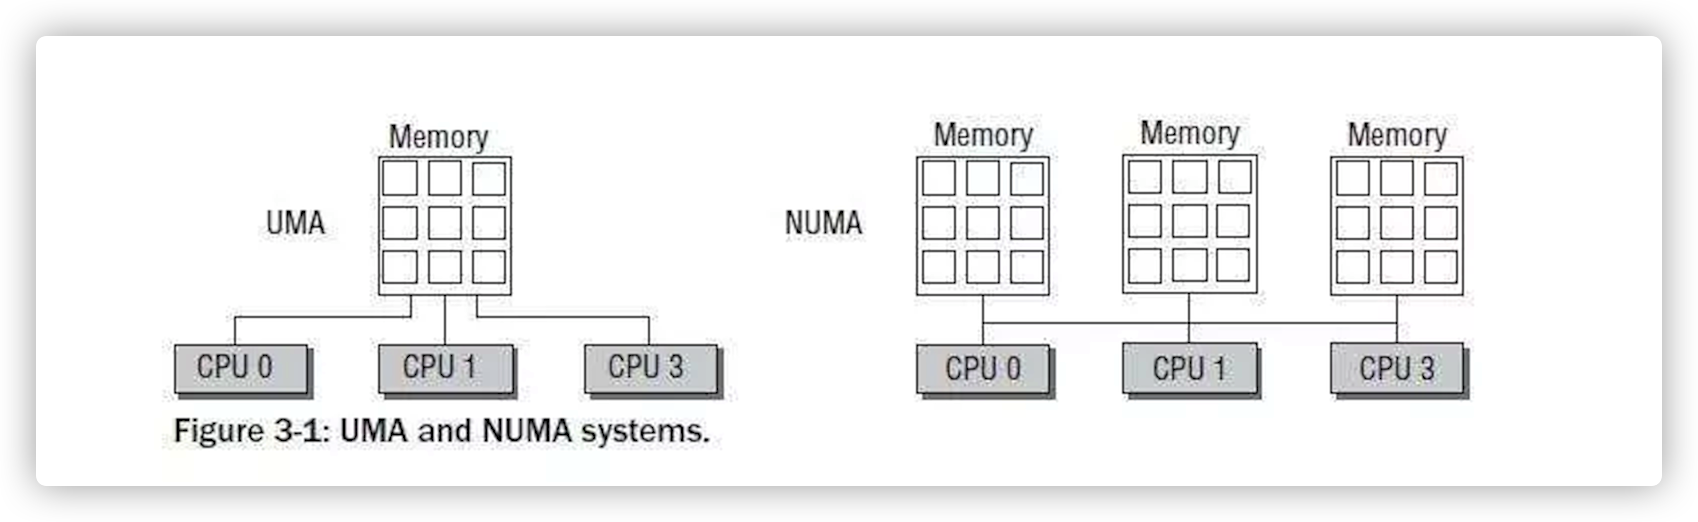 Memory
UMA
CPU 0 CPU 1 CPU 3
Memory Memory Memory
NUMA
CPU 0 CPU 1 CPU 3
Figure 3-1: UMA and NUMA systems.